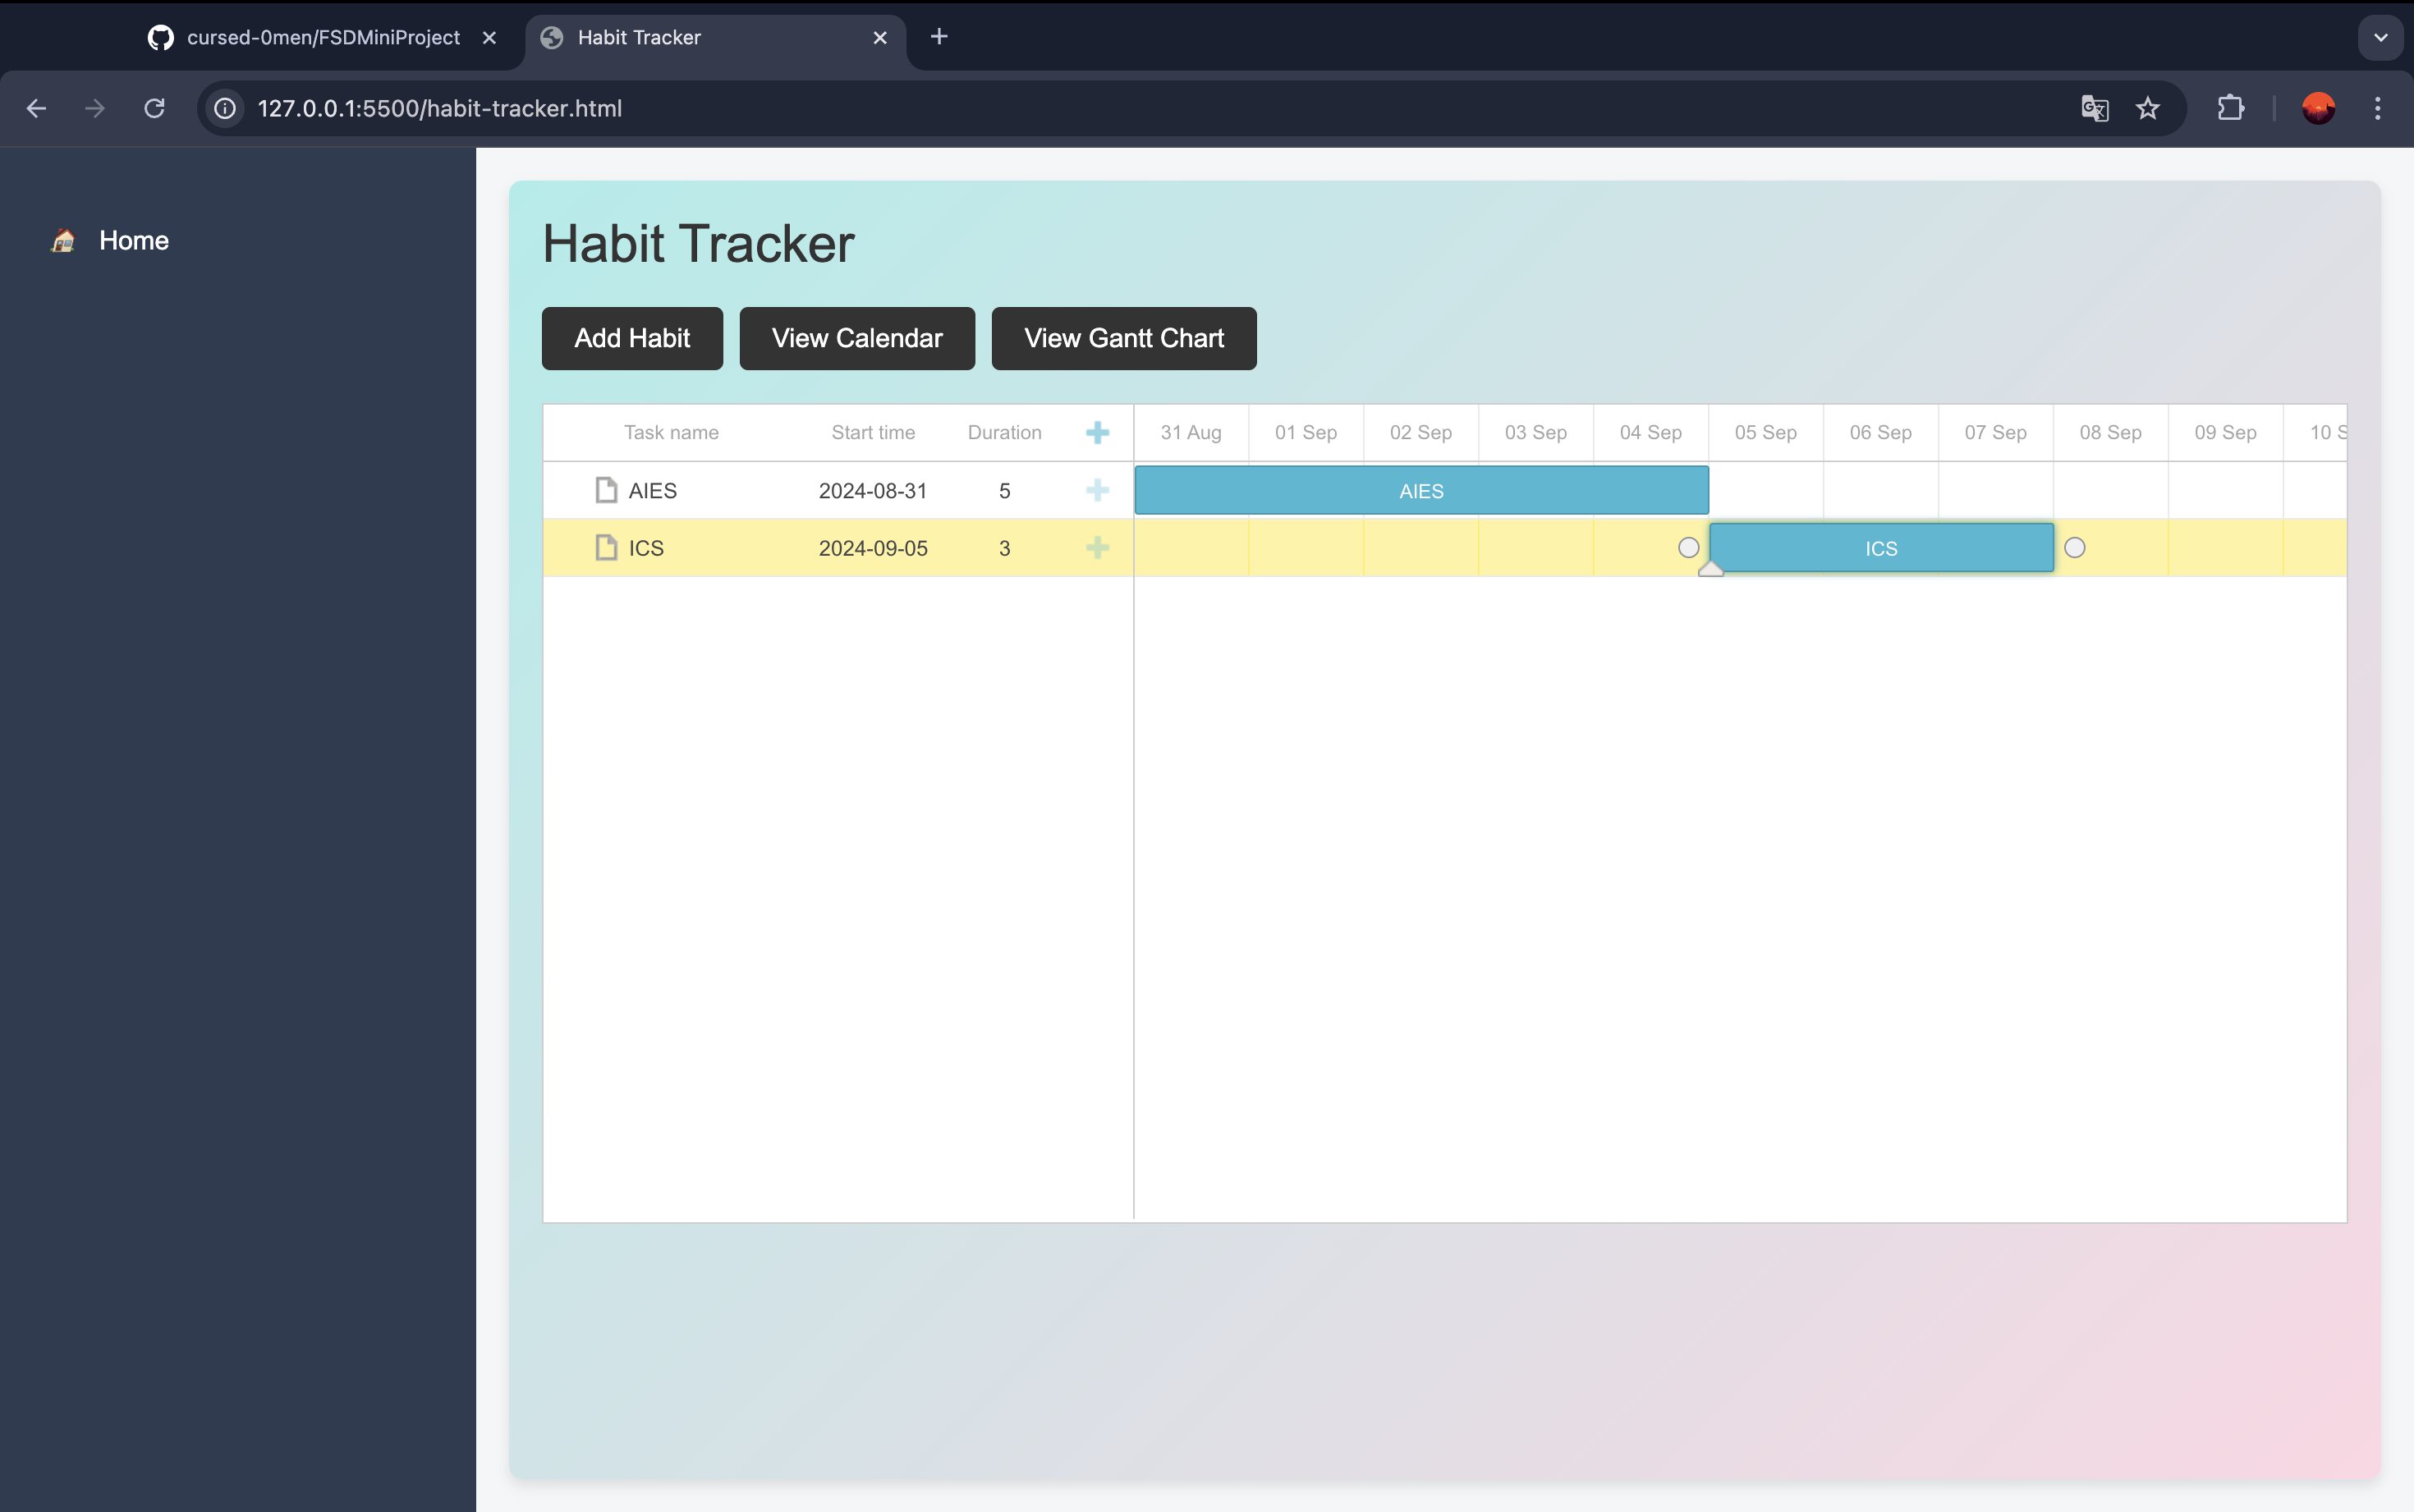 cursed-0men/FSDMiniProject
Habit Tracker
127.0.0.1:5500/habit-tracker.html
Home
Habit Tracker
Add Habit View Calendar View Gantt Chart
Task name Start time Duration 31 Aug 01 Sep 02 Sep 03 Sep 04 Sep 05 Sep 06 Sep 07 Sep 08 Sep 09 Sep 10 S
AIES 2024-08-31 5 AIES
ICS 2024-09-05 3 ICS